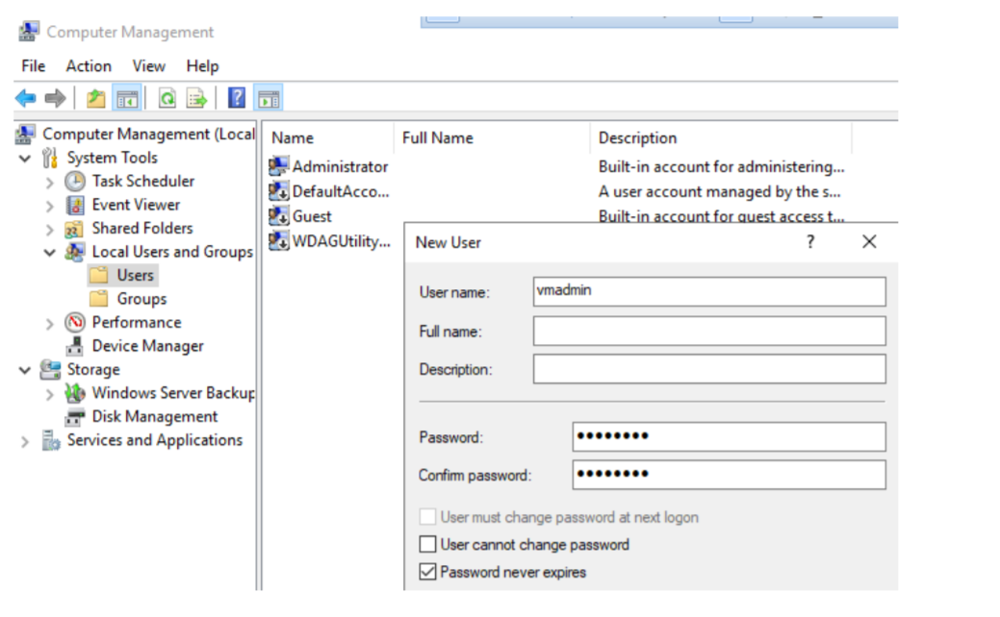 Computer Management
File Action View Help
Computer Management (Local
System Tools
Task Scheduler
Event Viewer
Shared Folders
Local Users and Groups
Users
Groups
Performance
Device Manager
Storage
Windows Server Backup
Disk Management
Services and Applications
Name Full Name Description
Administrator Built-in account for administering...
DefaultAcco... A user account managed by the s...
Guest Built-in account for guest access t...
WDAGUtility...
New User ?
User name: vmadmin
Full name:
Description:
Password: ••••••••
Confirm password: ••••••••
User must change password at next logon
User cannot change password
Password never expires